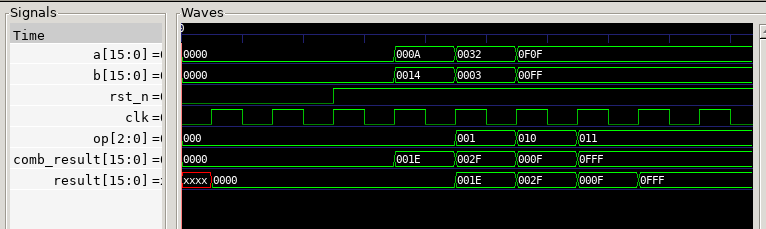 Signals Waves
Time
a[15:0] = 0000 000A 0032 0F0F
b[15:0] = 0000 0014 0003 00FF
rst_n=
clk=
op[2:0] = 000 001 010 011
comb_result[15:0] = 0000 001E 002F 000F 0FFF
result[15:0] = xxxx 0000 001E 002F 000F 0FFF